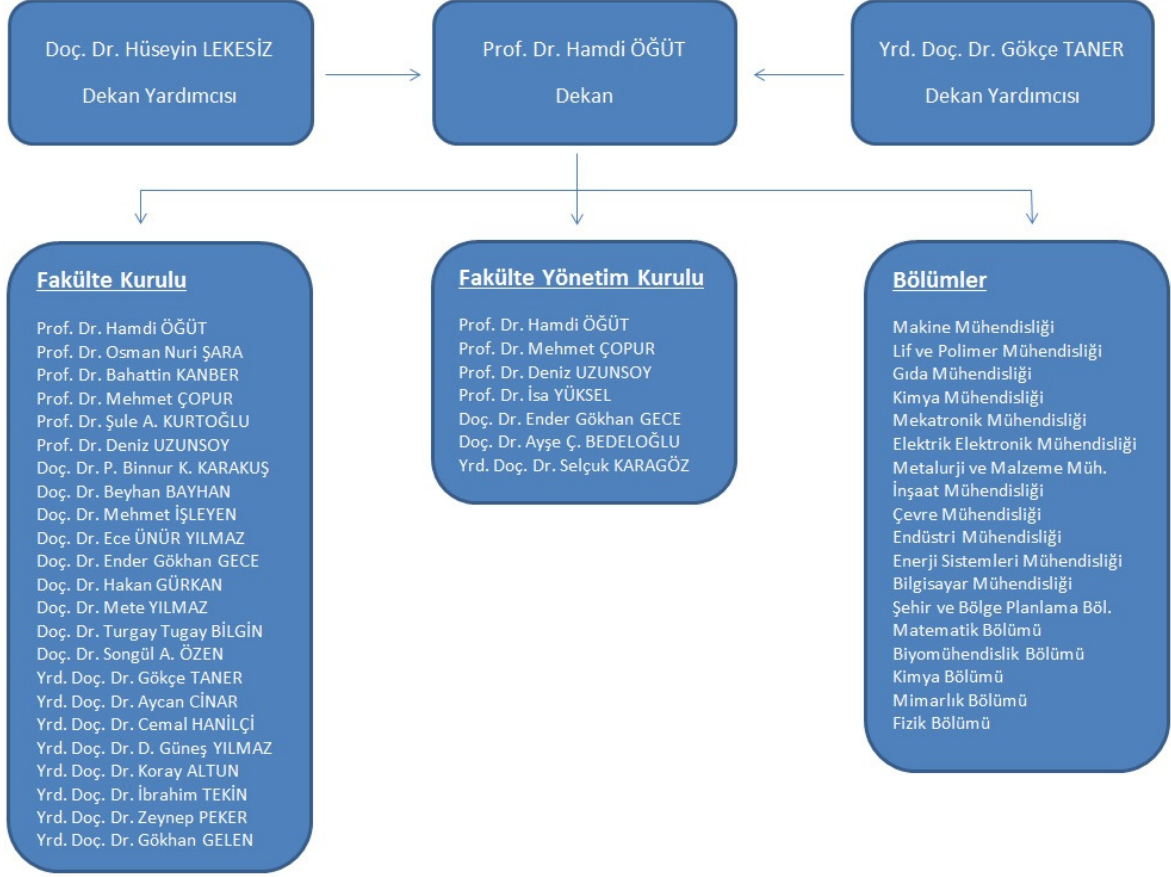 Doç. Dr. Hüseyin LEKESİZ
Dekan Yardımcısı
Prof. Dr. Hamdi ÖĞÜT
Dekan
Yrd. Doç. Dr. Gökçe TANER
Dekan Yardımcısı
Fakülte Kurulu
Prof. Dr. Hamdi ÖĞÜT
Prof. Dr. Osman Nuri ŞARA
Prof. Dr. Bahattin KANBER
Prof. Dr. Mehmet ÇOPUR
Prof. Dr. Şule A. KURTOĞLU
Prof. Dr. Deniz UZUNSOY
Doç. Dr. P. Binnur K. KARAKUŞ
Doç. Dr. Beyhan BAYHAN
Doç. Dr. Mehmet İŞLEYEN
Doç. Dr. Ece ÜNÜR YILMAZ
Doç. Dr. Ender Gökhan GECE
Doç. Dr. Hakan GÜRKAN
Doç. Dr. Mete YILMAZ
Doç. Dr. Turgay Tugay BİLGİN
Doç. Dr. Songül A. ÖZEN
Yrd. Doç. Dr. Gökçe TANER
Yrd. Doç. Dr. Aycan CİNAR
Yrd. Doç. Dr. Cemal HANİLÇİ
Yrd. Doç. Dr. D. Güneş YILMAZ
Yrd. Doç. Dr. Koray ALTUN
Yrd. Doç. Dr. İbrahim TEKİN
Yrd. Doç. Dr. Zeynep PEKER
Yrd. Doç. Dr. Gökhan GELEN
Fakülte Yönetim Kurulu
Prof. Dr. Hamdi ÖĞÜT
Prof. Dr. Mehmet ÇOPUR
Prof. Dr. Deniz UZUNSOY
Prof. Dr. İsa YÜKSEL
Doç. Dr. Ender Gökhan GECE
Doç. Dr. Ayşe Ç. BEDELOĞLU
Yrd. Doç. Dr. Selçuk KARAGÖZ
Bölümler
Makine Mühendisliği
Lif ve Polimer Mühendisliği
Gıda Mühendisliği
Kimya Mühendisliği
Mekatronik Mühendisliği
Elektrik Elektronik Mühendisliği
Metalurji ve Malzeme Müh.
İnşaat Mühendisliği
Çevre Mühendisliği
Endüstri Mühendisliği
Enerji Sistemleri Mühendisliği
Bilgisayar Mühendisliği
Şehir ve Bölge Planlama Böl.
Matematik Bölümü
Biyomühendislik Bölümü
Kimya Bölümü
Mimarlık Bölümü
Fizik Bölümü